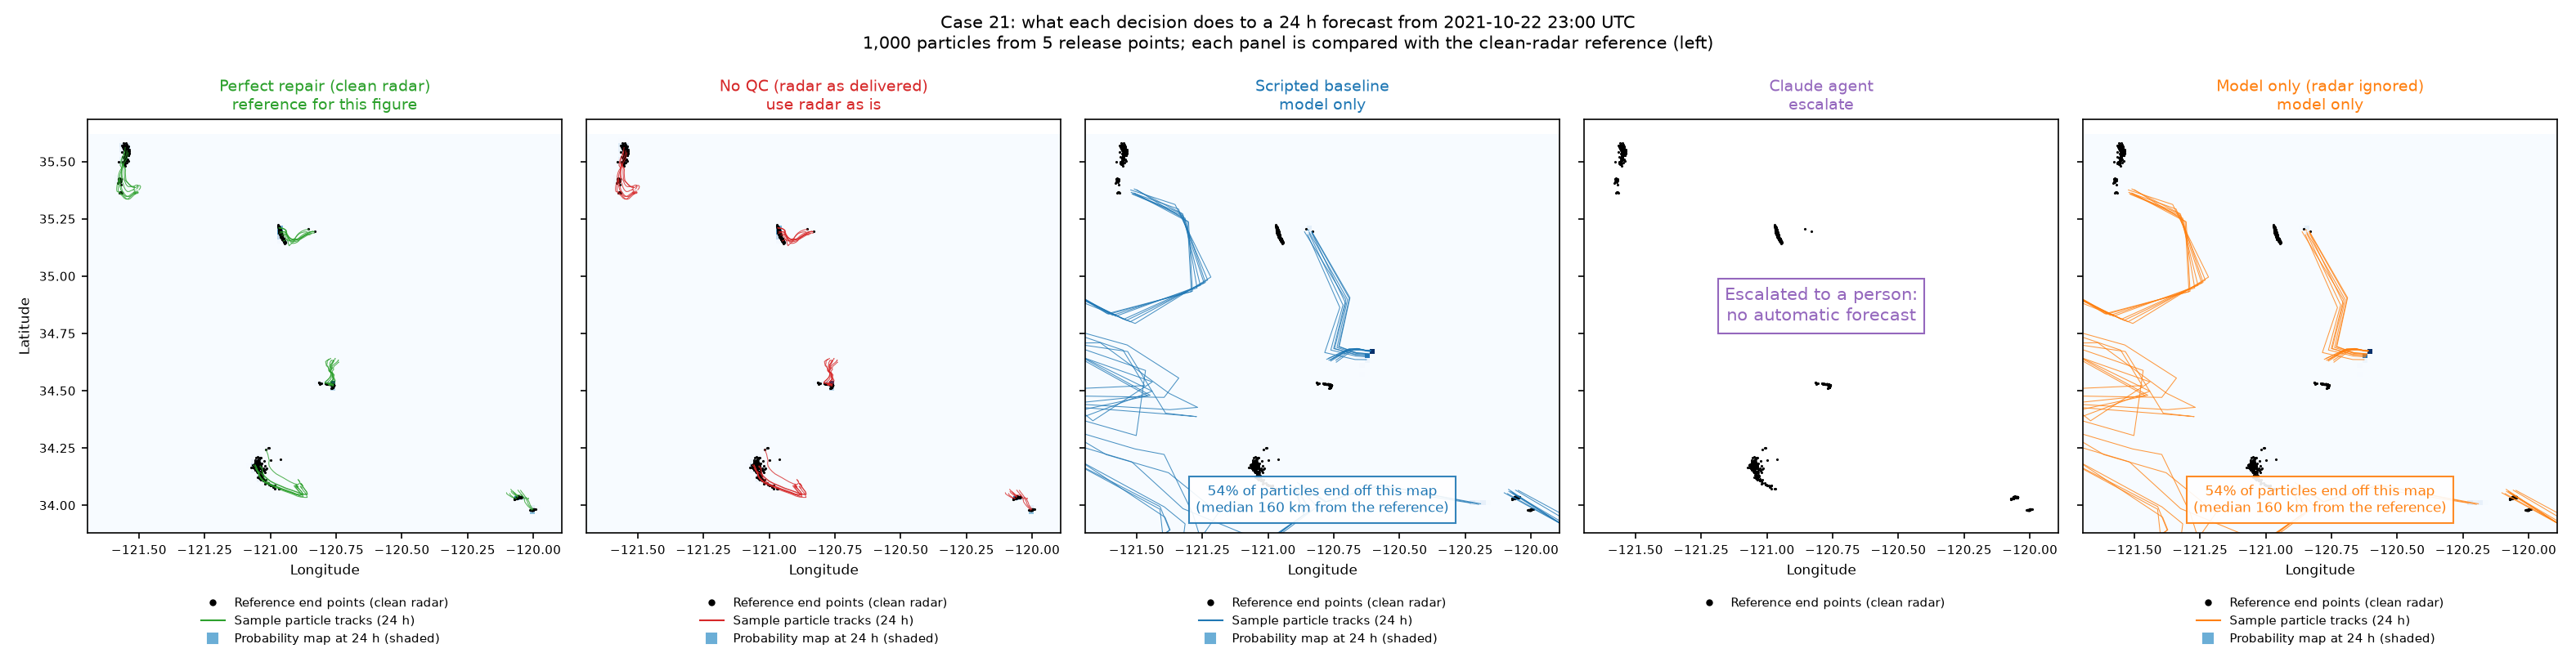 Case 21: what each decision does to a 24 h forecast from 2021-10-22 23:00 UTC
1,000 particles from 5 release points; each panel is compared with the clean-radar reference (left)
Perfect repair (clean radar)
reference for this figure
No QC (radar as delivered)
use radar as is
Scripted baseline
model only
Claude agent
escalate
Model only (radar ignored)
model only
Latitude
35.50
35.25
35.00
34.75
34.50
34.25
34.00
Escalated to a person:
no automatic forecast
54% of particles end off this map
(median 160 km from the reference)
54% of particles end off this map
(median 160 km from the reference)
−121.50 −121.25 −121.00 −120.75 −120.50 −120.25 −120.00
−121.50 −121.25 −121.00 −120.75 −120.50 −120.25 −120.00
−121.50 −121.25 −121.00 −120.75 −120.50 −120.25 −120.00
−121.50 −121.25 −121.00 −120.75 −120.50 −120.25 −120.00
−121.50 −121.25 −121.00 −120.75 −120.50 −120.25 −120.00
Longitude
Longitude
Longitude
Longitude
Longitude
Reference end points (clean radar)
Sample particle tracks (24 h)
Probability map at 24 h (shaded)
Reference end points (clean radar)
Sample particle tracks (24 h)
Probability map at 24 h (shaded)
Reference end points (clean radar)
Sample particle tracks (24 h)
Probability map at 24 h (shaded)
Reference end points (clean radar)
Reference end points (clean radar)
Sample particle tracks (24 h)
Probability map at 24 h (shaded)